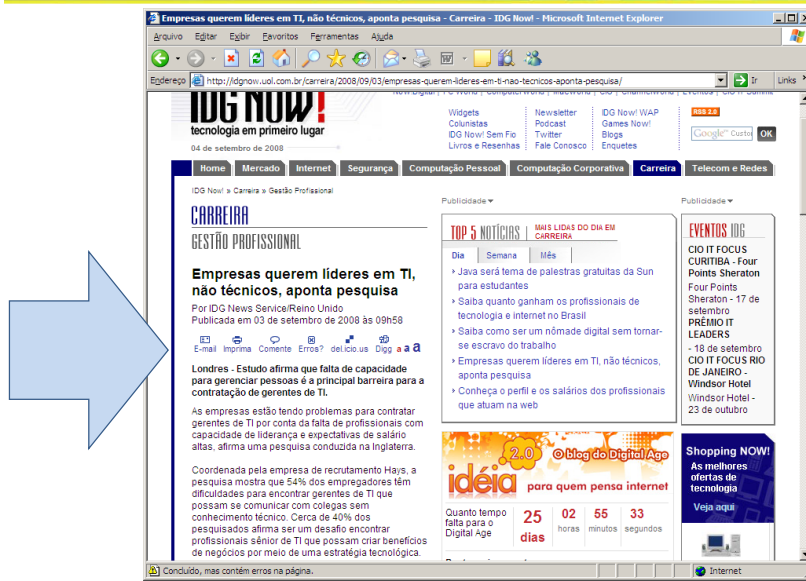 Empresas querem líderes em TI, não técnicos, aponta pesquisa - Carreira - IDG Now! - Microsoft Internet Explorer
Arquivo Editar Exibir Favoritos Ferramentas Ajuda
Endereço http://idgnow.uol.com.br/carreira/2008/09/03/empresas-querem-lideres-em-ti-nao-tecnicos-aponta-pesquisa/ Ir Links
IDG NOW!
tecnologia em primeiro lugar
04 de setembro de 2008
Widgets
Colunistas
IDG Now! Sem Fio
Livros e Resenhas
Newsletter
Podcast
Twitter
Fale Conosco
IDG Now! WAP
Games Now!
Blogs
Enquetes
RSS 2.0
Google Custo OK
Home Mercado Internet Segurança Computação Pessoal Computação Corporativa Carreira Telecom e Redes
IDG Now! » Carreira » Gestão Profissional
CARREIRA
GESTÃO PROFISSIONAL
Empresas querem líderes em TI,
não técnicos, aponta pesquisa
Por IDG News Service/Reino Unido
Publicada em 03 de setembro de 2008 às 09h58
E-mail Imprima Comente Erros? del.icio.us Digg a a a
Londres - Estudo afirma que falta de capacidade
para gerenciar pessoas é a principal barreira para a
contratação de gerentes de TI.
As empresas estão tendo problemas para contratar
gerentes de TI por conta da falta de profissionais com
capacidade de liderança e expectativas de salário
altas, afirma uma pesquisa conduzida na Inglaterra.
Coordenada pela empresa de recrutamento Hays, a
pesquisa mostra que 54% dos empregadores têm
dificuldades para encontrar gerentes de TI que
possam se comunicar com colegas sem
conhecimento técnico. Cerca de 40% dos
pesquisados afirma ser um desafio encontrar
profissionais sênior de TI que possam criar benefícios
de negócios por meio de uma estratégia tecnológica.
Publicidade
TOP 5 NOTÍCIAS MAIS LIDAS DO DIA EM
CARREIRA
Dia Semana Mês
Java será tema de palestras gratuitas da Sun
para estudantes
Saiba quanto ganham os profissionais de
tecnologia e internet no Brasil
Saiba como ser um nômade digital sem tornar-
se escravo do trabalho
Empresas querem líderes em TI, não técnicos,
aponta pesquisa
Conheça o perfil e os salários dos profissionais
que atuam na web
idéia 2.0 O blog do Digital Age
para quem pensa internet
Quanto tempo
falta para o
Digital Age
25 dias
02 horas
55 minutos
33 segundos
Publicidade
EVENTOS IDG
CIO IT FOCUS
CURITIBA - Four
Points Sheraton
Four Points
Sheraton - 17 de
setembro
PRÊMIO IT
LEADERS
- 18 de setembro
CIO IT FOCUS RIO
DE JANEIRO -
Windsor Hotel
Windsor Hotel -
23 de outubro
Shopping NOW!
As melhores
ofertas de
tecnologia
Veja aqui
Concluído, mas contém erros na página. Internet